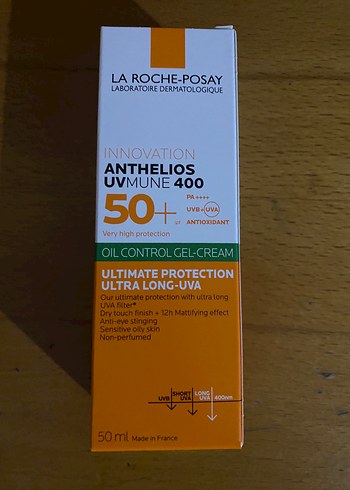 LA ROCHE-POSAY
LABORATOIRE DERMATOLOGIQUE
INNOVATION
ANTHELIOS
UVMUNE 400
50+
PA ++++
UVB+UVA
ANTIOXIDANT
Very high protection
OIL CONTROL GEL-CREAM
ULTIMATE PROTECTION
ULTRA LONG-UVA
Our ultimate protection with ultra long
UVA filter*
Dry touch finish + 12H Mattifying effect
Anti-eye stinging
Sensitive oily skin
Non-perfumed
UVB
SHORT UVA
LONG UVA
400nm
50 ml Made in France